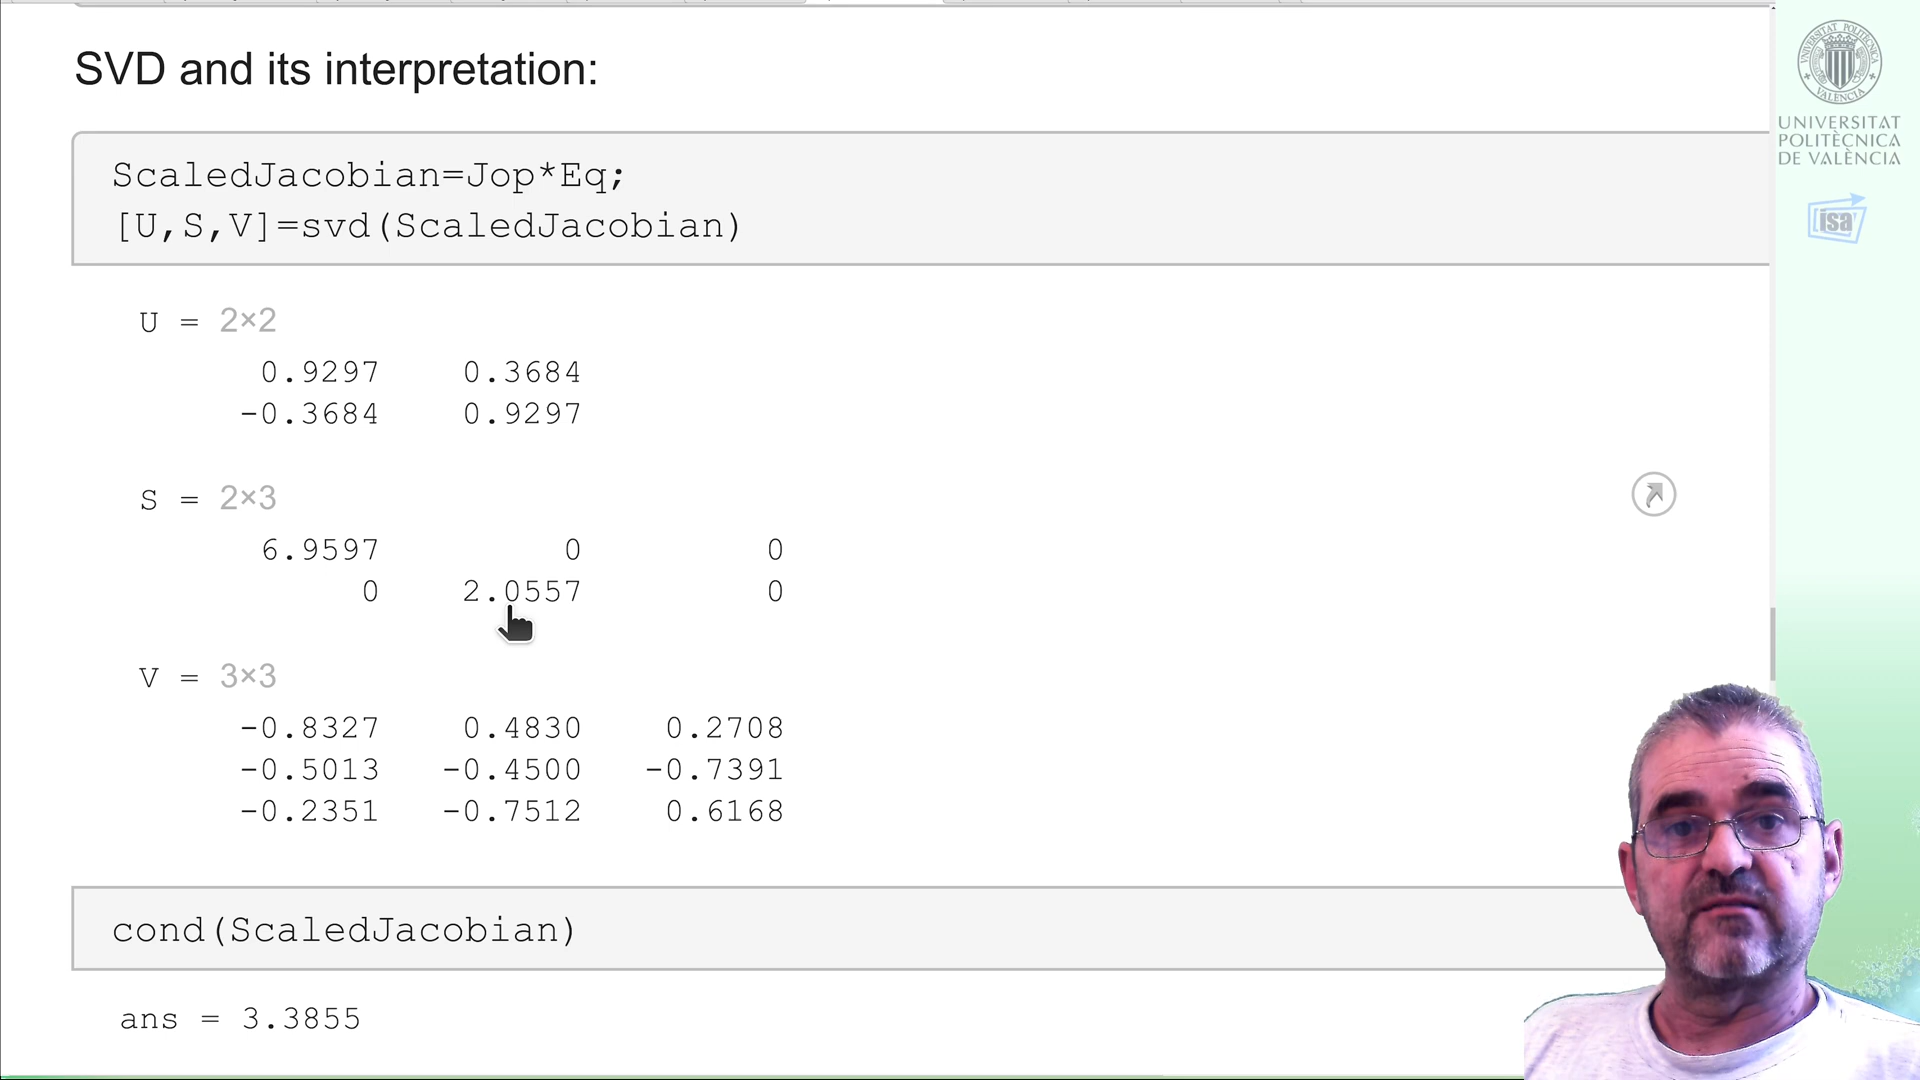 SVD and its interpretation:
ScaledJacobian=Jop*Eq;
[U,S,V]=svd(ScaledJacobian)
U = 2×2
0.9297 0.3684
-0.3684 0.9297
S = 2×3
6.9597 0 0
0 2.0557 0
V = 3×3
-0.8327 0.4830 0.2708
-0.5013 -0.4500 -0.7391
-0.2351 -0.7512 0.6168
cond(ScaledJacobian)
ans = 3.3855
UNIVERSITAT
POLITÈCNICA
DE VALÈNCIA
isa